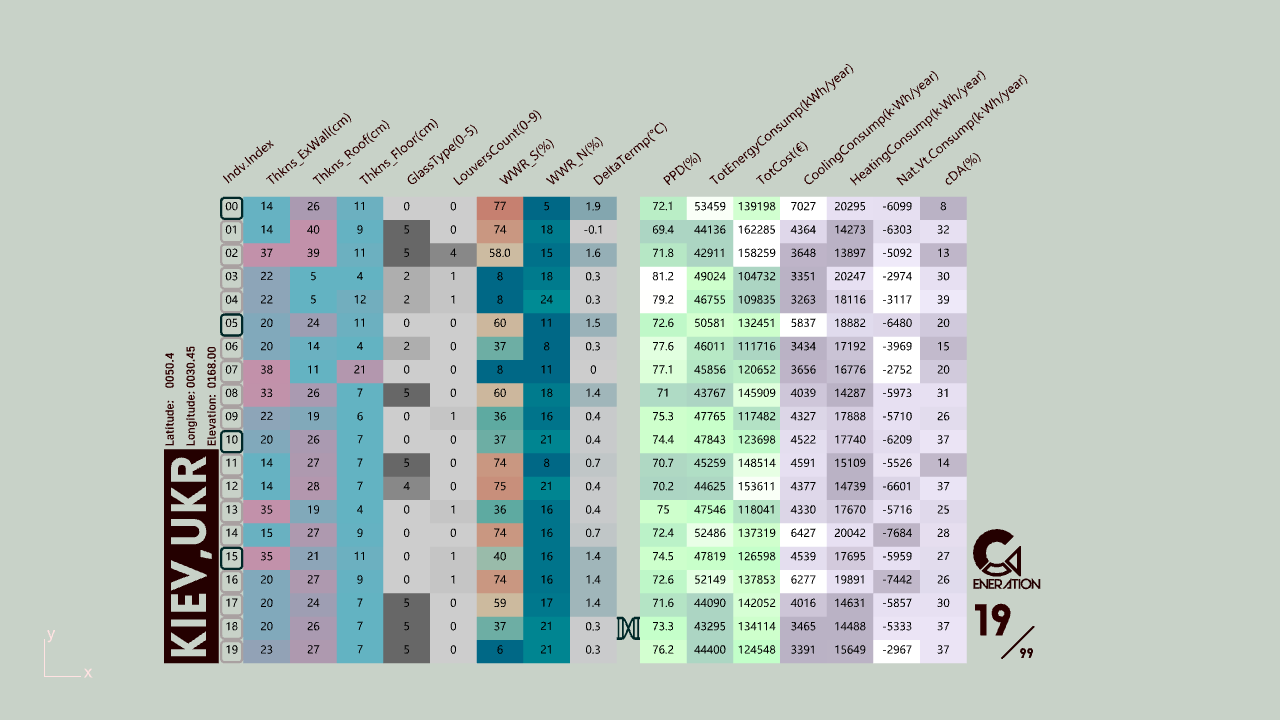 Indv.Index Thkns_ExWall(cm) Thkns_Roof(cm) Thkns_Floor(cm) GlassType(0-5) LouversCount(0-9) WWR_S(%) WWR_N(%) DeltaTermp(°C) PPD(%) TotEnergyConsump(kWh/year) TotCost(€) CoolingConsump(k·Wh/year) HeatingConsump(k·Wh/year) Nat.Vt.Consump(k·Wh/year) cDA(%)
00 14 26 11 0 0 77 5 1.9 72.1 53459 139198 7027 20295 -6099 8
01 14 40 9 5 0 74 18 -0.1 69.4 44136 162285 4364 14273 -6303 32
02 37 39 11 5 4 58.0 15 1.6 71.8 42911 158259 3648 13897 -5092 13
03 22 5 4 2 1 8 18 0.3 81.2 49024 104732 3351 20247 -2974 30
04 22 5 12 2 1 8 24 0.3 79.2 46755 109835 3263 18116 -3117 39
05 20 24 11 0 0 60 11 1.5 72.6 50581 132451 5837 18882 -6480 20
06 20 14 4 2 0 37 8 0.3 77.6 46011 111716 3434 17192 -3969 15
07 38 11 21 0 0 8 11 0 77.1 45856 120652 3656 16776 -2752 20
08 33 26 7 5 0 60 18 1.4 71 43767 145909 4039 14287 -5973 31
09 22 19 6 0 1 36 16 0.4 75.3 47765 117482 4327 17888 -5710 26
10 20 26 7 0 0 37 21 0.4 74.4 47843 123698 4522 17740 -6209 37
11 14 27 7 5 0 74 8 0.7 70.7 45259 148514 4591 15109 -5526 14
12 14 28 7 4 0 75 21 0.4 70.2 44625 153611 4377 14739 -6601 37
13 35 19 4 0 1 36 16 0.4 75 47546 118041 4330 17670 -5716 25
14 15 27 9 0 0 74 16 0.7 72.4 52486 137319 6427 20042 -7684 28
15 35 21 11 0 1 40 16 1.4 74.5 47819 126598 4539 17695 -5959 27
16 20 27 9 0 1 74 16 1.4 72.6 52149 137853 6277 19891 -7442 26
17 20 24 7 5 0 59 17 1.4 71.6 44090 142052 4016 14631 -5857 30
18 20 26 7 5 0 37 21 0.3 73.3 43295 134114 3465 14488 -5333 37
19 23 27 7 5 0 6 21 0.3 76.2 44400 124548 3391 15649 -2967 37
Latitude: 0050.4
Longitude: 0030.45
Elevation: 0168.00
KIEV,UKR
ENERATION
19/99
y
x